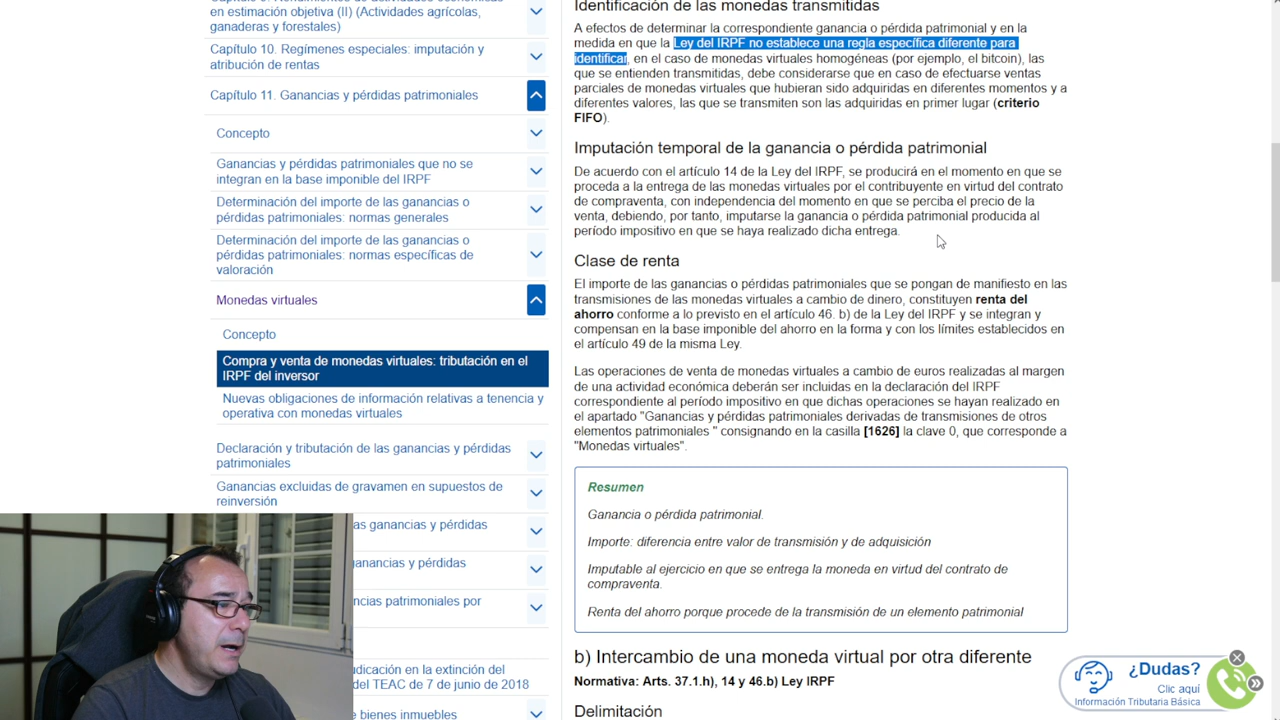 Capítulo 9. Rendimientos de actividades económicas
en estimación objetiva (II) (Actividades agrícolas,
ganaderas y forestales)
Capítulo 10. Regímenes especiales: imputación y
atribución de rentas
Capítulo 11. Ganancias y pérdidas patrimoniales
Concepto
Ganancias y pérdidas patrimoniales que no se
integran en la base imponible del IRPF
Determinación del importe de las ganancias o
pérdidas patrimoniales: normas generales
Determinación del importe de las ganancias o
pérdidas patrimoniales: normas específicas de
valoración
Monedas virtuales
Concepto
Compra y venta de monedas virtuales: tributación en el
IRPF del inversor
Nuevas obligaciones de información relativas a tenencia y
operativa con monedas virtuales
Declaración y tributación de las ganancias y pérdidas
patrimoniales
Ganancias excluidas de gravamen en supuestos de
reinversión
as ganancias y pérdidas
ganancias y pérdidas
ncias patrimoniales por
udicación en la extinción del
del TEAC de 7 de junio de 2018
e bienes inmuebles
Identificación de las monedas transmitidas
A efectos de determinar la correspondiente ganancia o pérdida patrimonial y en la
medida en que la Ley del IRPF no establece una regla específica diferente para
identificar, en el caso de monedas virtuales homogéneas (por ejemplo, el bitcoin), las
que se entienden transmitidas, debe considerarse que en caso de efectuarse ventas
parciales de monedas virtuales que hubieran sido adquiridas en diferentes momentos y a
diferentes valores, las que se transmiten son las adquiridas en primer lugar (criterio
FIFO).
Imputación temporal de la ganancia o pérdida patrimonial
De acuerdo con el artículo 14 de la Ley del IRPF, se producirá en el momento en que se
proceda a la entrega de las monedas virtuales por el contribuyente en virtud del contrato
de compraventa, con independencia del momento en que se perciba el precio de la
venta, debiendo, por tanto, imputarse la ganancia o pérdida patrimonial producida al
período impositivo en que se haya realizado dicha entrega.
Clase de renta
El importe de las ganancias o pérdidas patrimoniales que se pongan de manifiesto en las
transmisiones de las monedas virtuales a cambio de dinero, constituyen renta del
ahorro conforme a lo previsto en el artículo 46. b) de la Ley del IRPF y se integran y
compensan en la base imponible del ahorro en la forma y con los límites establecidos en
el artículo 49 de la misma Ley.
Las operaciones de venta de monedas virtuales a cambio de euros realizadas al margen
de una actividad económica deberán ser incluidas en la declaración del IRPF
correspondiente al período impositivo en que dichas operaciones se hayan realizado en
el apartado "Ganancias y pérdidas patrimoniales derivadas de transmisiones de otros
elementos patrimoniales " consignando en la casilla [1626] la clave 0, que corresponde a
"Monedas virtuales".
Resumen
Ganancia o pérdida patrimonial.
Importe: diferencia entre valor de transmisión y de adquisición
Imputable al ejercicio en que se entrega la moneda en virtud del contrato de
compraventa.
Renta del ahorro porque procede de la transmisión de un elemento patrimonial
b) Intercambio de una moneda virtual por otra diferente
Normativa: Arts. 37.1.h), 14 y 46.b) Ley IRPF
Delimitación
¿Dudas?
Clic aquí
Información Tributaria Básica